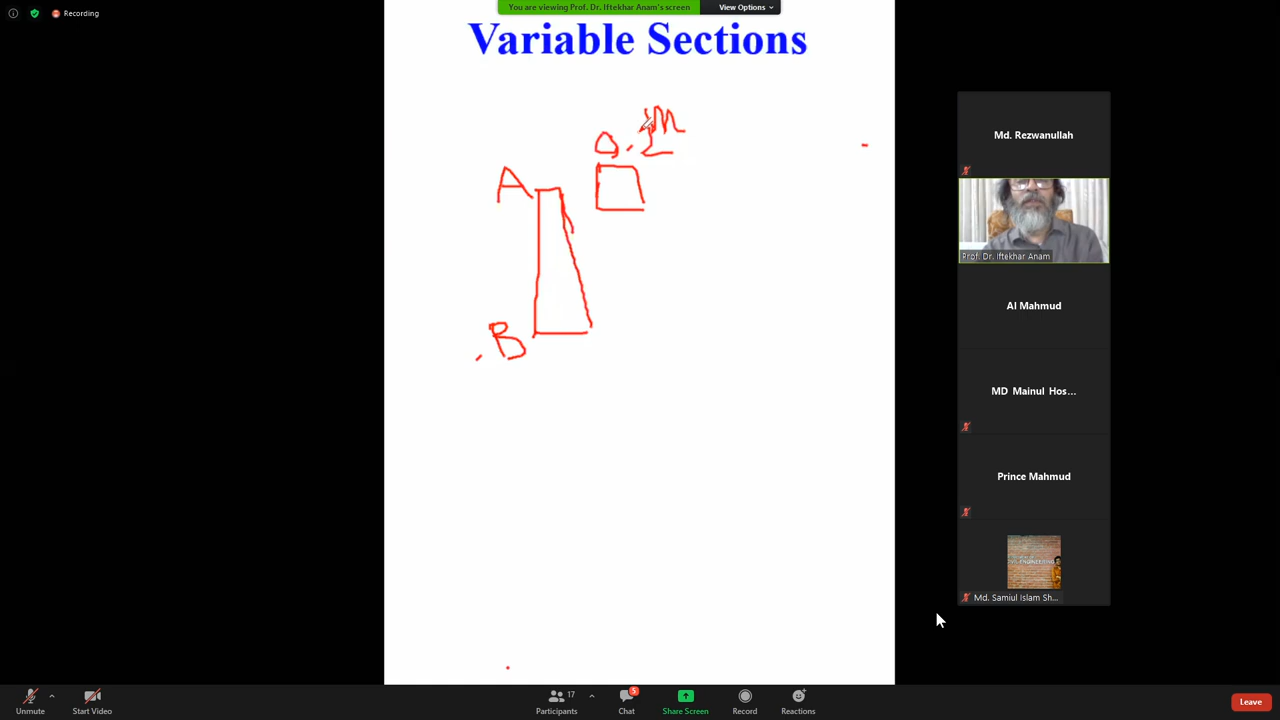 You are viewing Prof. Dr. Iftekhar Anam's screen
View Options
Recording
Variable Sections
A
B
Md. Rezwanullah
Prof. Dr. Iftekhar Anam
Al Mahmud
MD Mainul Hos...
Prince Mahmud
Md. Samiul Islam Sh...
Unmute
Start Video
17
Participants
5
Chat
Share Screen
Record
Reactions
Leave